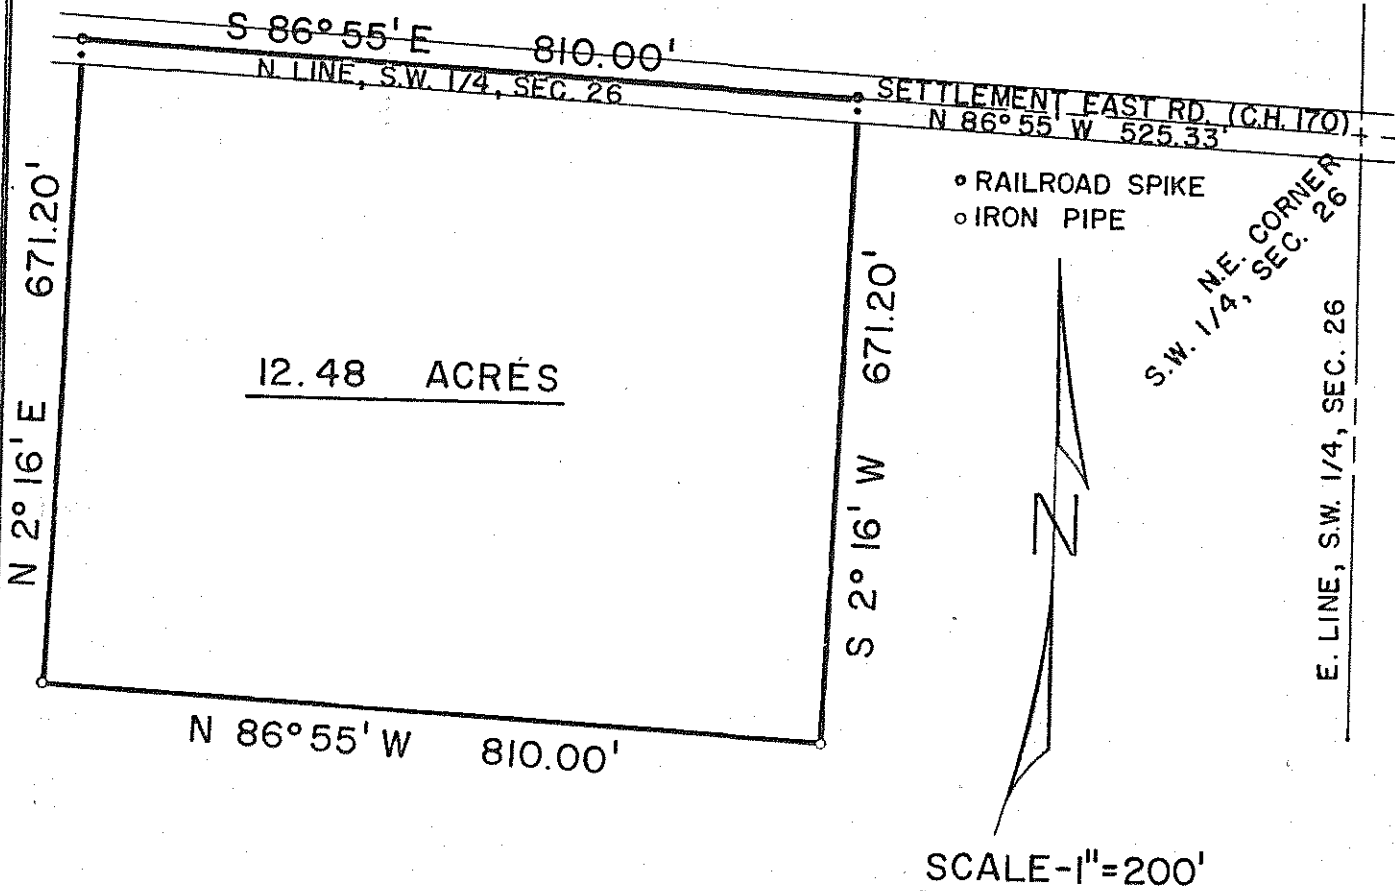 S 86° 55' E 810.00'
N. LINE, S.W. 1/4, SEC. 26
SETTLEMENT EAST RD. (C.H. 170)
N 86° 55 W 525.33'
• RAILROAD SPIKE
○ IRON PIPE
N.E. CORNER
S.W. 1/4, SEC. 26
N 2° 16' E 671.20'
12.48 ACRES
S 2° 16' W 671.20'
N
E. LINE, S.W. 1/4, SEC. 26
N 86° 55' W 810.00'
SCALE-1"=200'